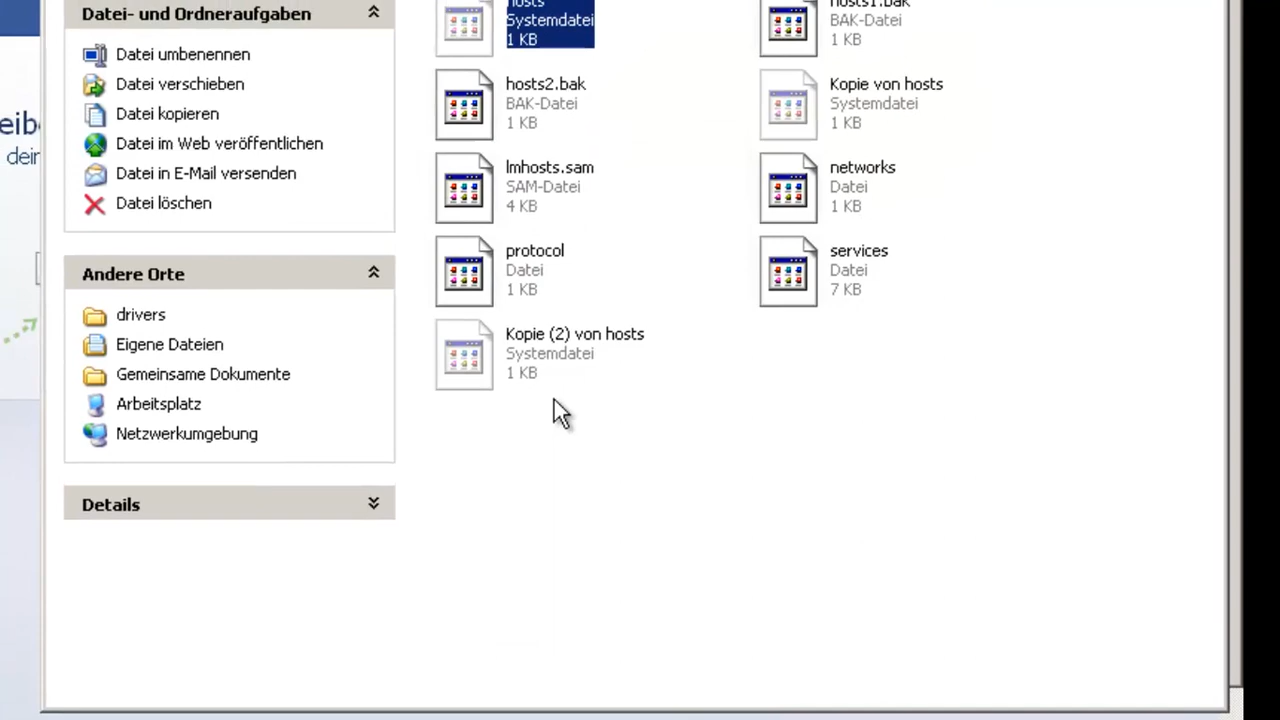 Datei- und Ordneraufgaben
Datei umbenennen
Datei verschieben
Datei kopieren
Datei im Web veröffentlichen
Datei in E-Mail versenden
Datei löschen
Andere Orte
drivers
Eigene Dateien
Gemeinsame Dokumente
Arbeitsplatz
Netzwerkumgebung
Details
hosts
Systemdatei
1 KB
hosts1.bak
BAK-Datei
1 KB
hosts2.bak
BAK-Datei
1 KB
Kopie von hosts
Systemdatei
1 KB
lmhosts.sam
SAM-Datei
4 KB
networks
Datei
1 KB
protocol
Datei
1 KB
services
Datei
7 KB
Kopie (2) von hosts
Systemdatei
1 KB